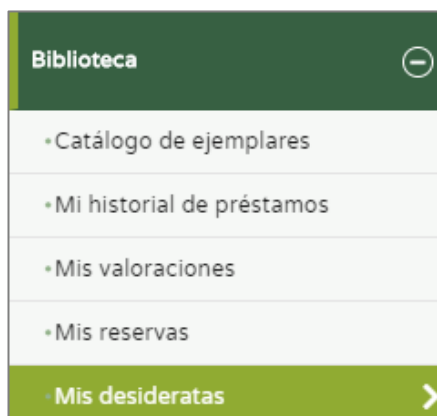 Biblioteca
•Catálogo de ejemplares
•Mi historial de préstamos
•Mis valoraciones
•Mis reservas
•Mis desideratas